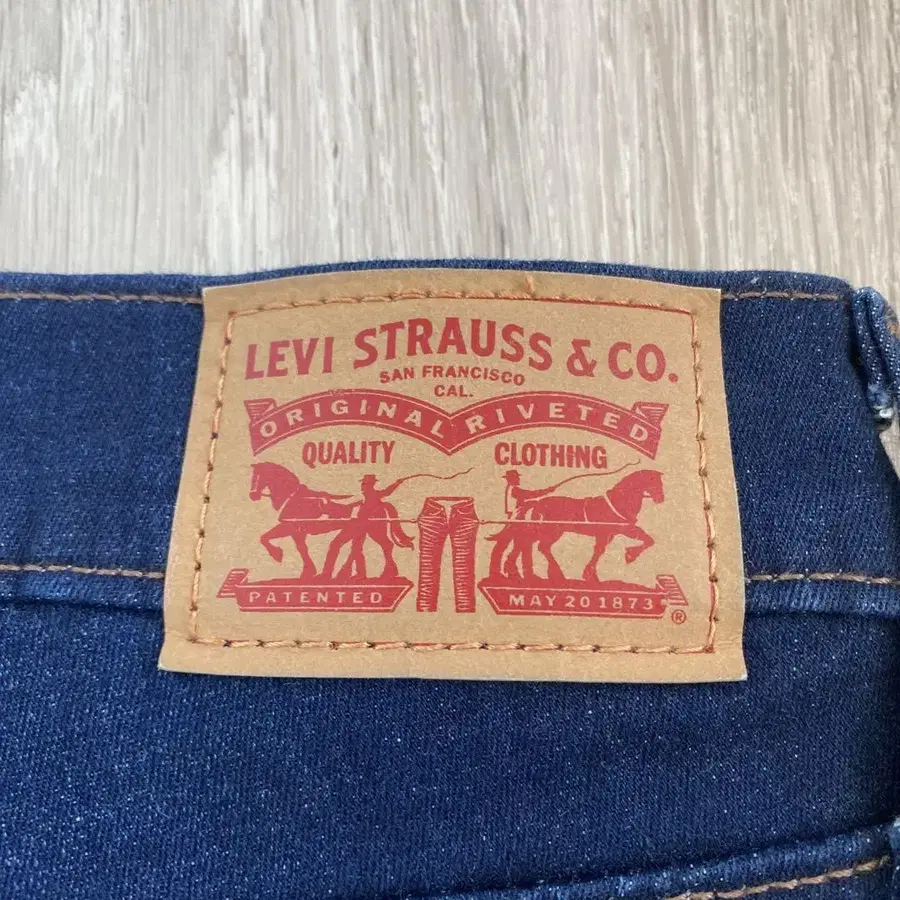 LEVI STRAUSS & CO.
SAN FRANCISCO
CAL.
ORIGINAL RIVETED
QUALITY CLOTHING
PATENTED MAY 20 1873
®